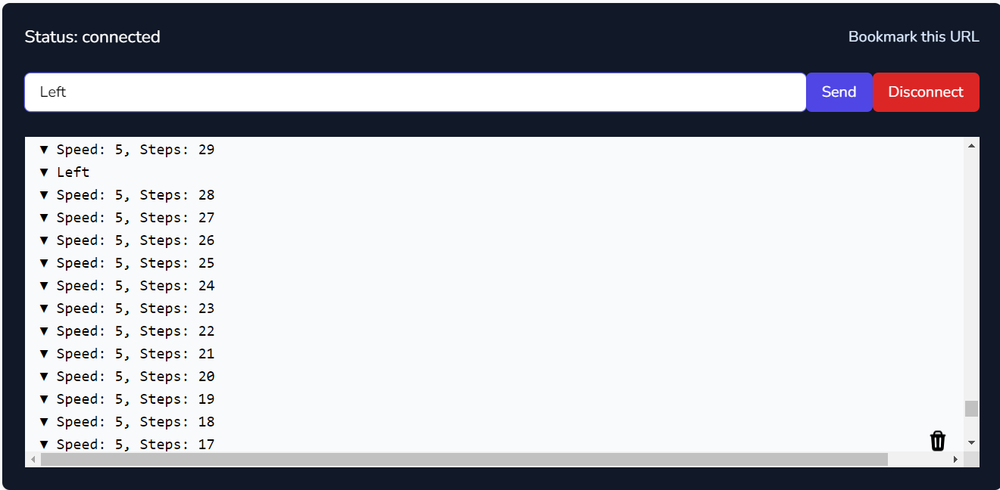 Status: connected
Bookmark this URL
Left
Send
Disconnect
▼ Speed: 5, Steps: 29
▼ Left
▼ Speed: 5, Steps: 28
▼ Speed: 5, Steps: 27
▼ Speed: 5, Steps: 26
▼ Speed: 5, Steps: 25
▼ Speed: 5, Steps: 24
▼ Speed: 5, Steps: 23
▼ Speed: 5, Steps: 22
▼ Speed: 5, Steps: 21
▼ Speed: 5, Steps: 20
▼ Speed: 5, Steps: 19
▼ Speed: 5, Steps: 18
▼ Speed: 5, Steps: 17